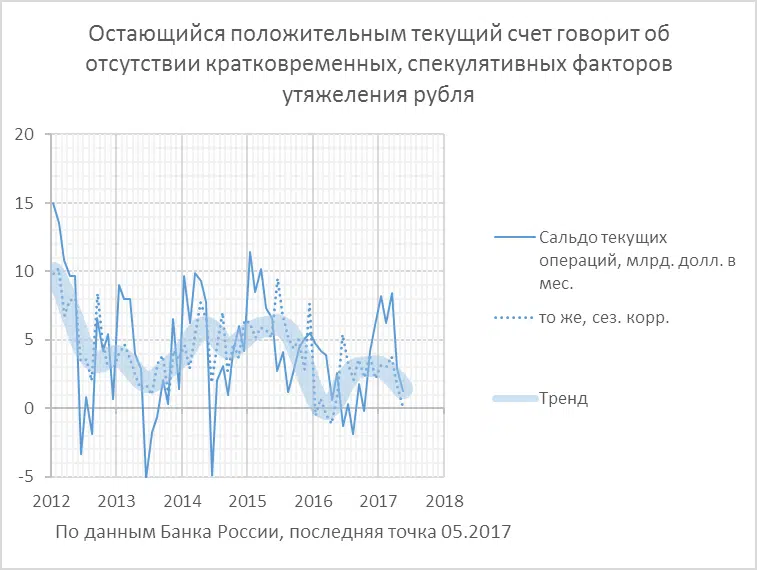 Остающийся положительным текущий счет говорит об
отсутствии кратковременных, спекулятивных факторов
утяжеления рубля
20
15
10
5
0
-5
2012 2013 2014 2015 2016 2017 2018
Сальдо текущих
операций, млрд. долл. в
мес.
то же, сез. корр.
Тренд
По данным Банка России, последняя точка 05.2017